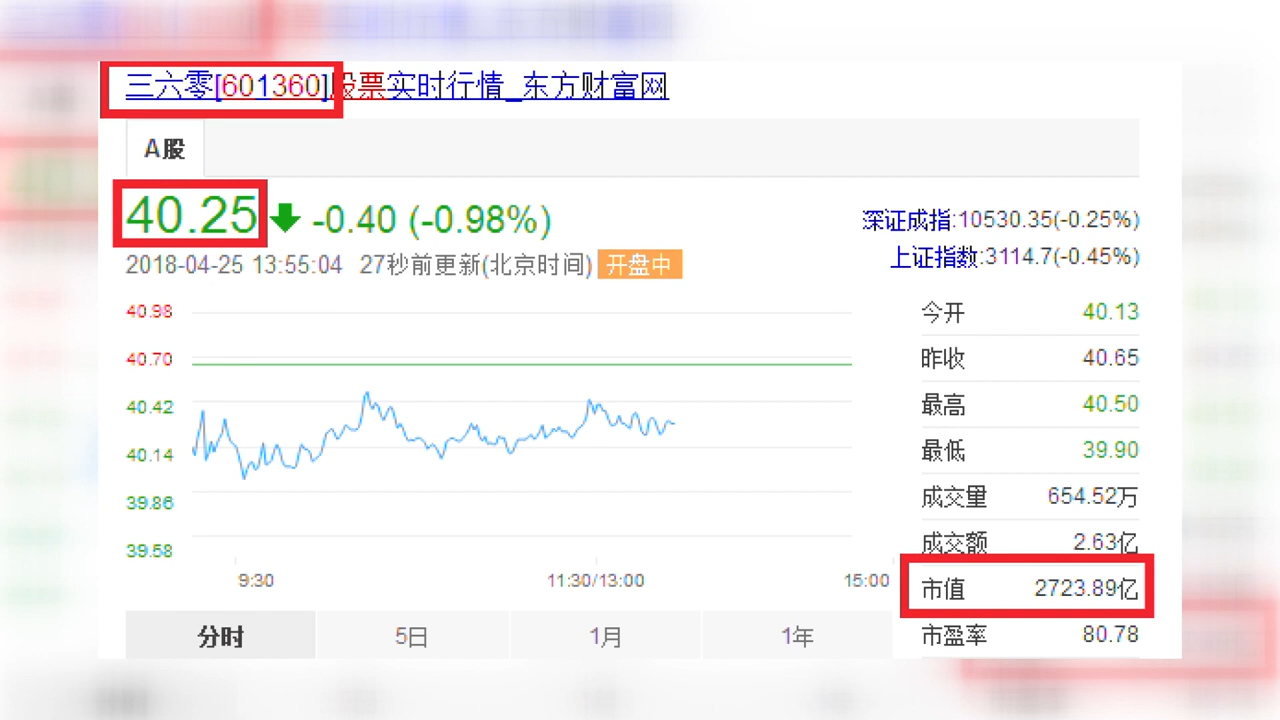 三六零[601360]股票实时行情_东方财富网
A股
40.25 -0.40 (-0.98%)
深证成指:10530.35(-0.25%)
2018-04-25 13:55:04 27秒前更新(北京时间) 开盘中
上证指数:3114.7(-0.45%)
40.98
40.70
40.42
40.14
39.86
39.58
9:30 11:30/13:00 15:00
今开 40.13
昨收 40.65
最高 40.50
最低 39.90
成交量 654.52万
成交额 2.63亿
市值 2723.89亿
市盈率 80.78
分时 5日 1月 1年